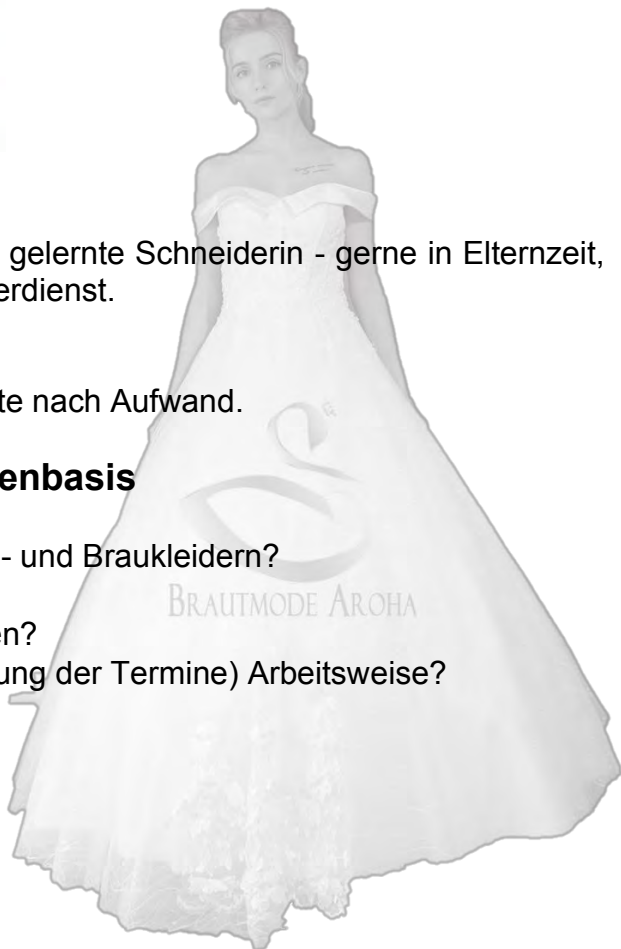 gelernte Schneiderin - gerne in Elternzeit,
erdienst.
te nach Aufwand.
enbasis
- und Braukleidern?
BRAUTMODE AROHA
en?
ung der Termine) Arbeitsweise?